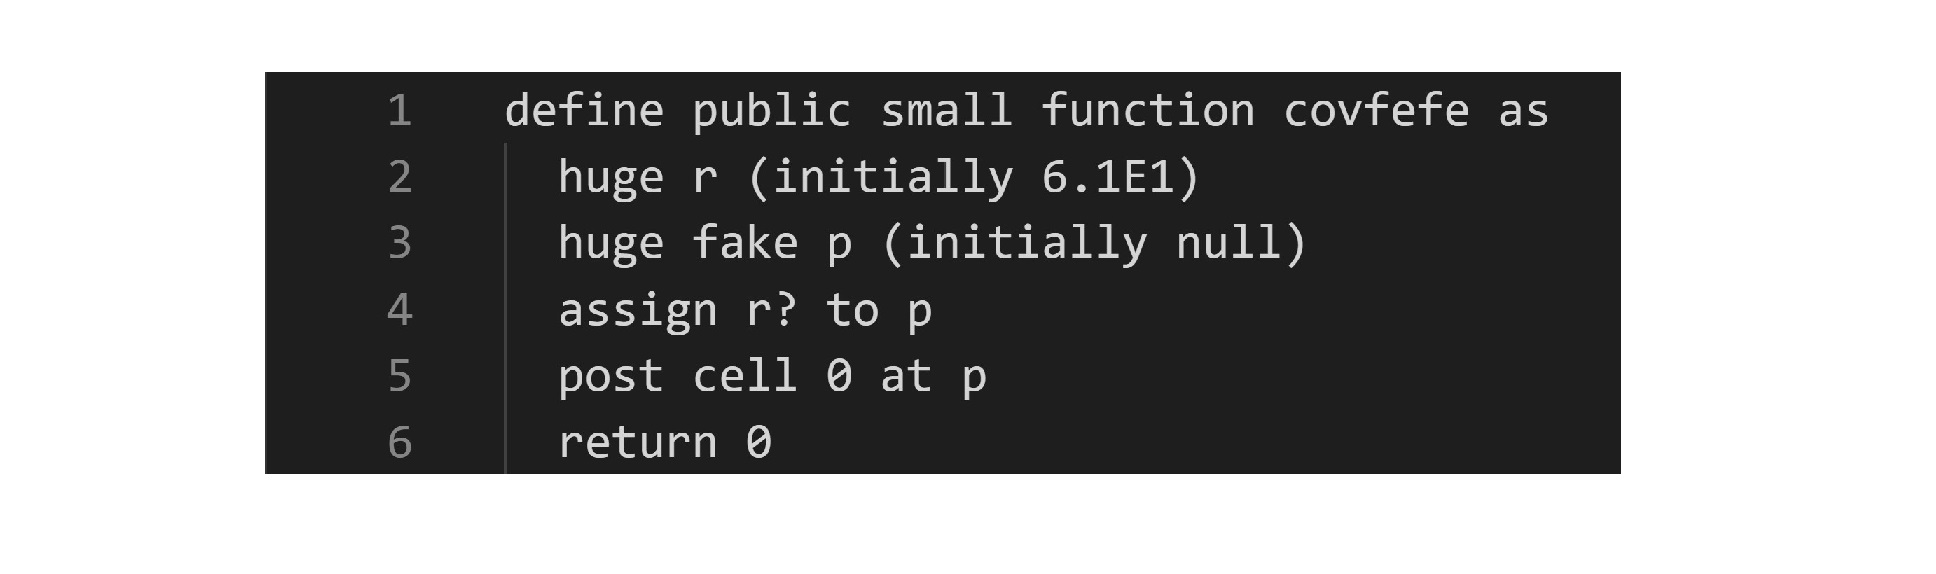 1 define public small function covfefe as
2 huge r (initially 6.1E1)
3 huge fake p (initially null)
4 assign r? to p
5 post cell 0 at p
6 return 0